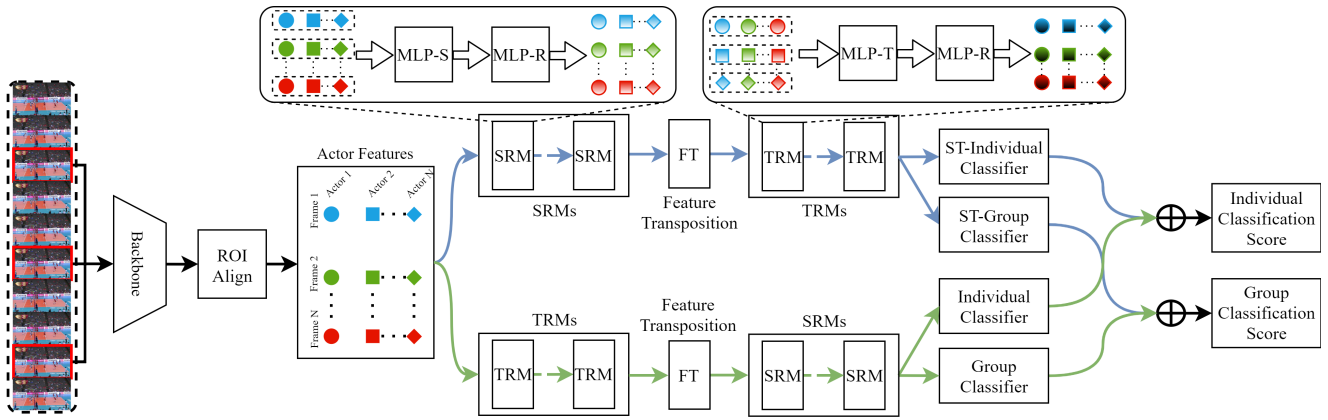 MLP-S
MLP-R
MLP-T
MLP-R
Actor Features
Actor 1
Actor 2
Actor N
Frame 1
Frame 2
Frame N
Backbone
ROI
Align
SRM
SRM
SRMs
FT
Feature
Transposition
TRM
TRM
TRMs
ST-Individual
Classifier
ST-Group
Classifier
TRMs
TRM
TRM
Feature
Transposition
FT
SRMs
SRM
SRM
Individual
Classifier
Group
Classifier
Individual
Classification
Score
Group
Classification
Score